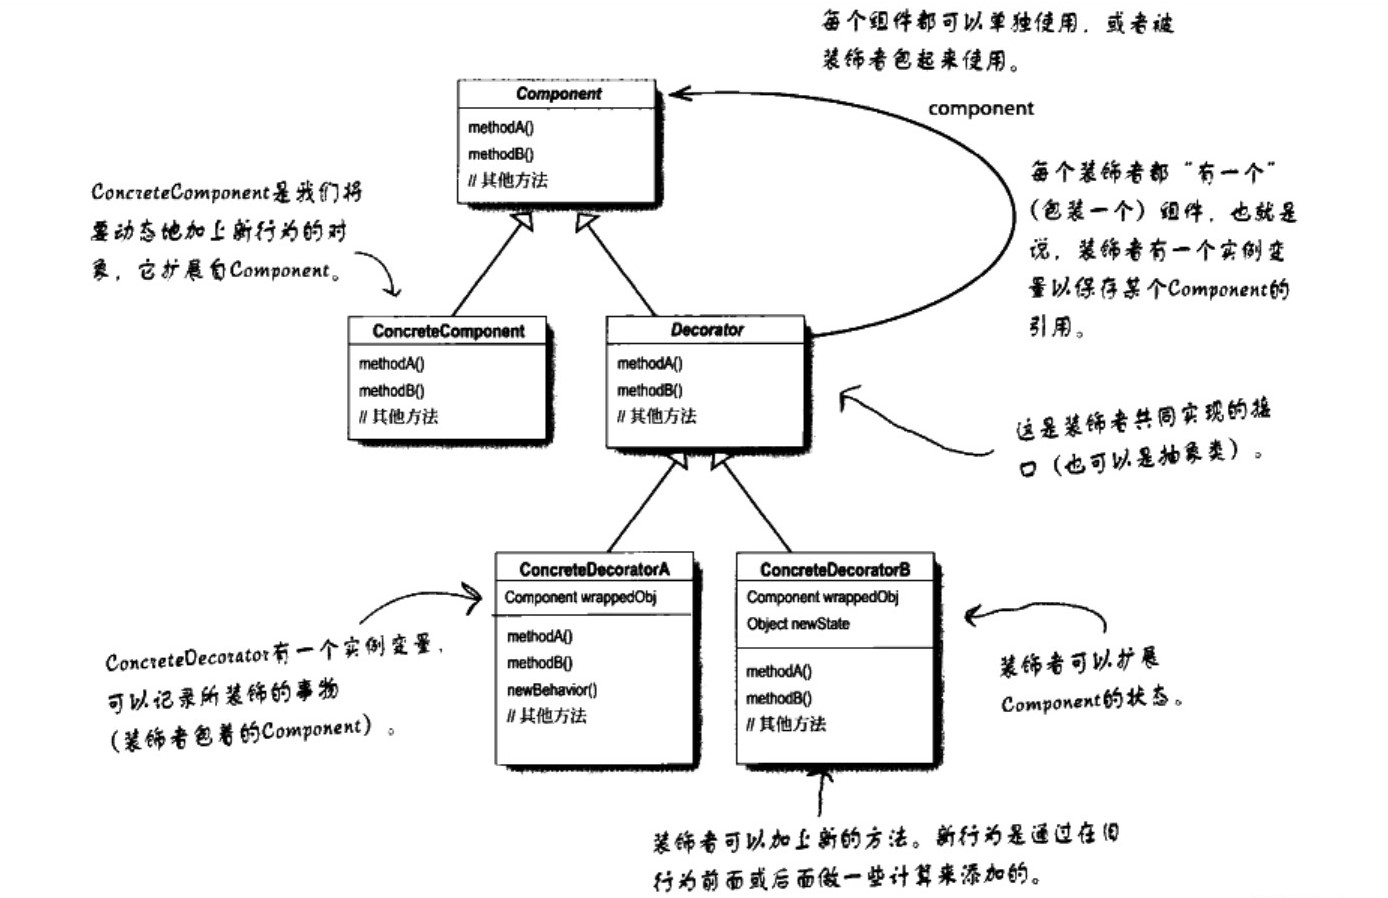 每个组件都可以单独使用，或者被
装饰者包起来使用。
Component
methodA()
methodB()
// 其他方法
component
每个装饰者都“有一个”
（包装一个）组件，也就是
说，装饰者有一个实例变
量以保存某个Component的
引用。
ConcreteComponent是我们将
要动态地加上新行为的对
象，它扩展自Component。
ConcreteComponent
methodA()
methodB()
// 其他方法
Decorator
methodA()
methodB()
// 其他方法
这是装饰者共同实现的接
口（也可以是抽象类）。
ConcreteDecoratorA
Component wrappedObj
methodA()
methodB()
newBehavior()
// 其他方法
ConcreteDecoratorB
Component wrappedObj
Object newState
methodA()
methodB()
// 其他方法
ConcreteDecorator有一个实例变量，
可以记录所装饰的事物
（装饰者包着的Component）。
装饰者可以扩展
Component的状态。
装饰者可以加上新的方法。新行为是通过在旧
行为前面或后面做一些计算来添加的。